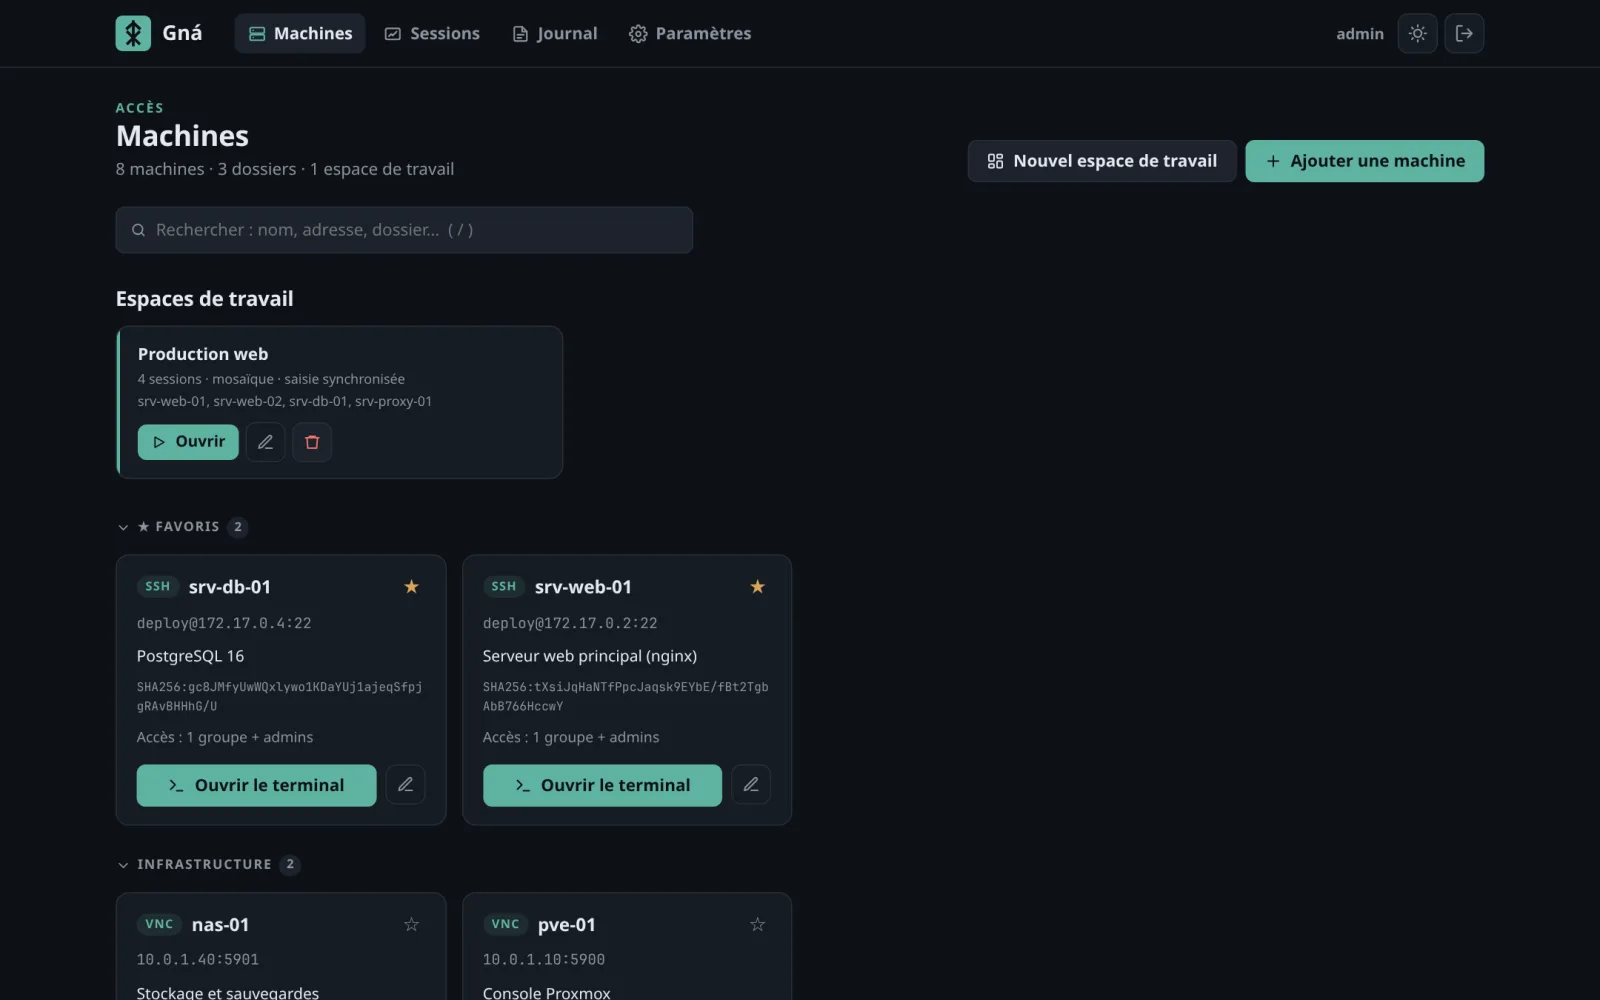 Gná
Machines
Sessions
Journal
Paramètres
admin
ACCÈS
Machines
8 machines · 3 dossiers · 1 espace de travail
Nouvel espace de travail
+ Ajouter une machine
Rechercher : nom, adresse, dossier... ( / )
Espaces de travail
Production web
4 sessions · mosaïque · saisie synchronisée
srv-web-01, srv-web-02, srv-db-01, srv-proxy-01
Ouvrir
★ FAVORIS 2
SSH srv-db-01 ★
deploy@172.17.0.4:22
PostgreSQL 16
SHA256:gc8JMfyUwWQxlywo1KDaYUj1ajeqSfpj
gRAvBHHhG/U
Accès : 1 groupe + admins
Ouvrir le terminal
SSH srv-web-01 ★
deploy@172.17.0.2:22
Serveur web principal (nginx)
SHA256:tXsiJqHaNTfPpcJaqsk9EYbE/fBt2Tgb
AbB766HccwY
Accès : 1 groupe + admins
Ouvrir le terminal
INFRASTRUCTURE 2
VNC nas-01 ☆
10.0.1.40:5901
Stockage et sauvegardes
VNC pve-01 ☆
10.0.1.10:5900
Console Proxmox